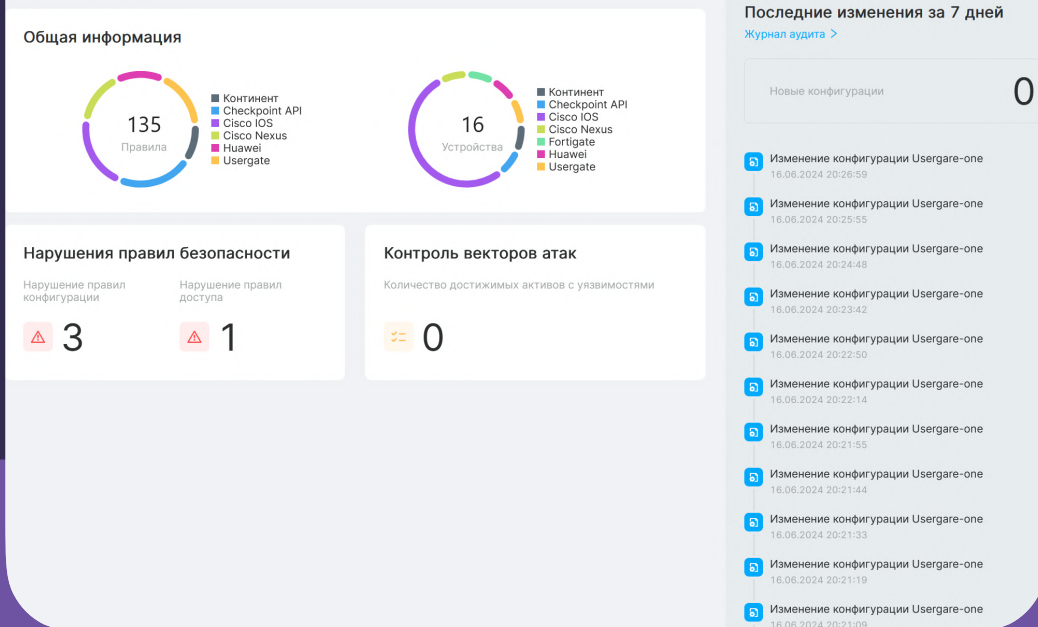 Общая информация
135
Правила
Континент
Checkpoint API
Cisco IOS
Cisco Nexus
Huawei
Usergate
16
Устройства
Континент
Checkpoint API
Cisco IOS
Cisco Nexus
Fortigate
Huawei
Usergate
Нарушения правил безопасности
Нарушение правил
конфигурации
3
Нарушение правил
доступа
1
Контроль векторов атак
Количество достижимых активов с уязвимостями
0
Последние изменения за 7 дней
Журнал аудита >
Новые конфигурации
0
Изменение конфигурации Usergare-one
16.06.2024 20:26:59
Изменение конфигурации Usergare-one
16.06.2024 20:25:55
Изменение конфигурации Usergare-one
16.06.2024 20:24:48
Изменение конфигурации Usergare-one
16.06.2024 20:23:42
Изменение конфигурации Usergare-one
16.06.2024 20:22:50
Изменение конфигурации Usergare-one
16.06.2024 20:22:14
Изменение конфигурации Usergare-one
16.06.2024 20:21:55
Изменение конфигурации Usergare-one
16.06.2024 20:21:44
Изменение конфигурации Usergare-one
16.06.2024 20:21:33
Изменение конфигурации Usergare-one
16.06.2024 20:21:19
Изменение конфигурации Usergare-one
16.06.2024 20:21:09